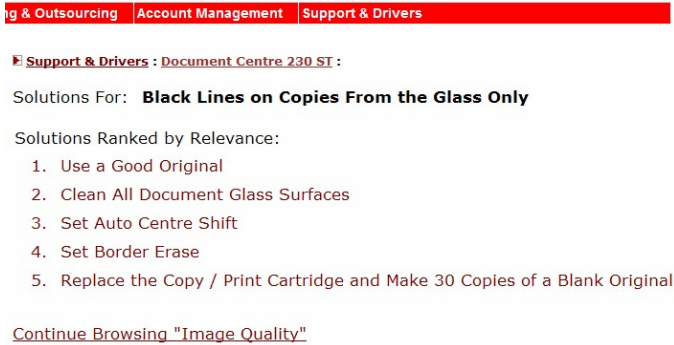 & Outsourcing Account Management Support & Drivers
Support & Drivers : Document Centre 230 ST :
Solutions For: Black Lines on Copies From the Glass Only
Solutions Ranked by Relevance:
1. Use a Good Original
2. Clean All Document Glass Surfaces
3. Set Auto Centre Shift
4. Set Border Erase
5. Replace the Copy / Print Cartridge and Make 30 Copies of a Blank Original
Continue Browsing "Image Quality"